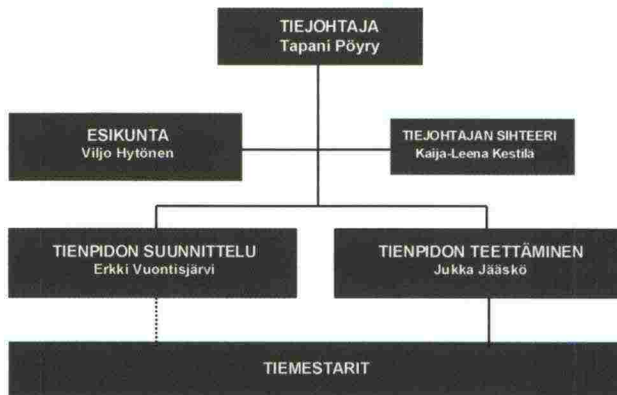 TIEJOHTAJA
Tapani Pöyry
ESIKUNTA
Viljo Hytönen
TIEJOHTAJAN SIHTEERI
Kaija-Leena Kestilä
TIENPIDON SUUNNITTELU
Erkki Vuontisjärvi
TIENPIDON TEETTÄMINEN
Jukka Jääskö
TIEMESTARIT